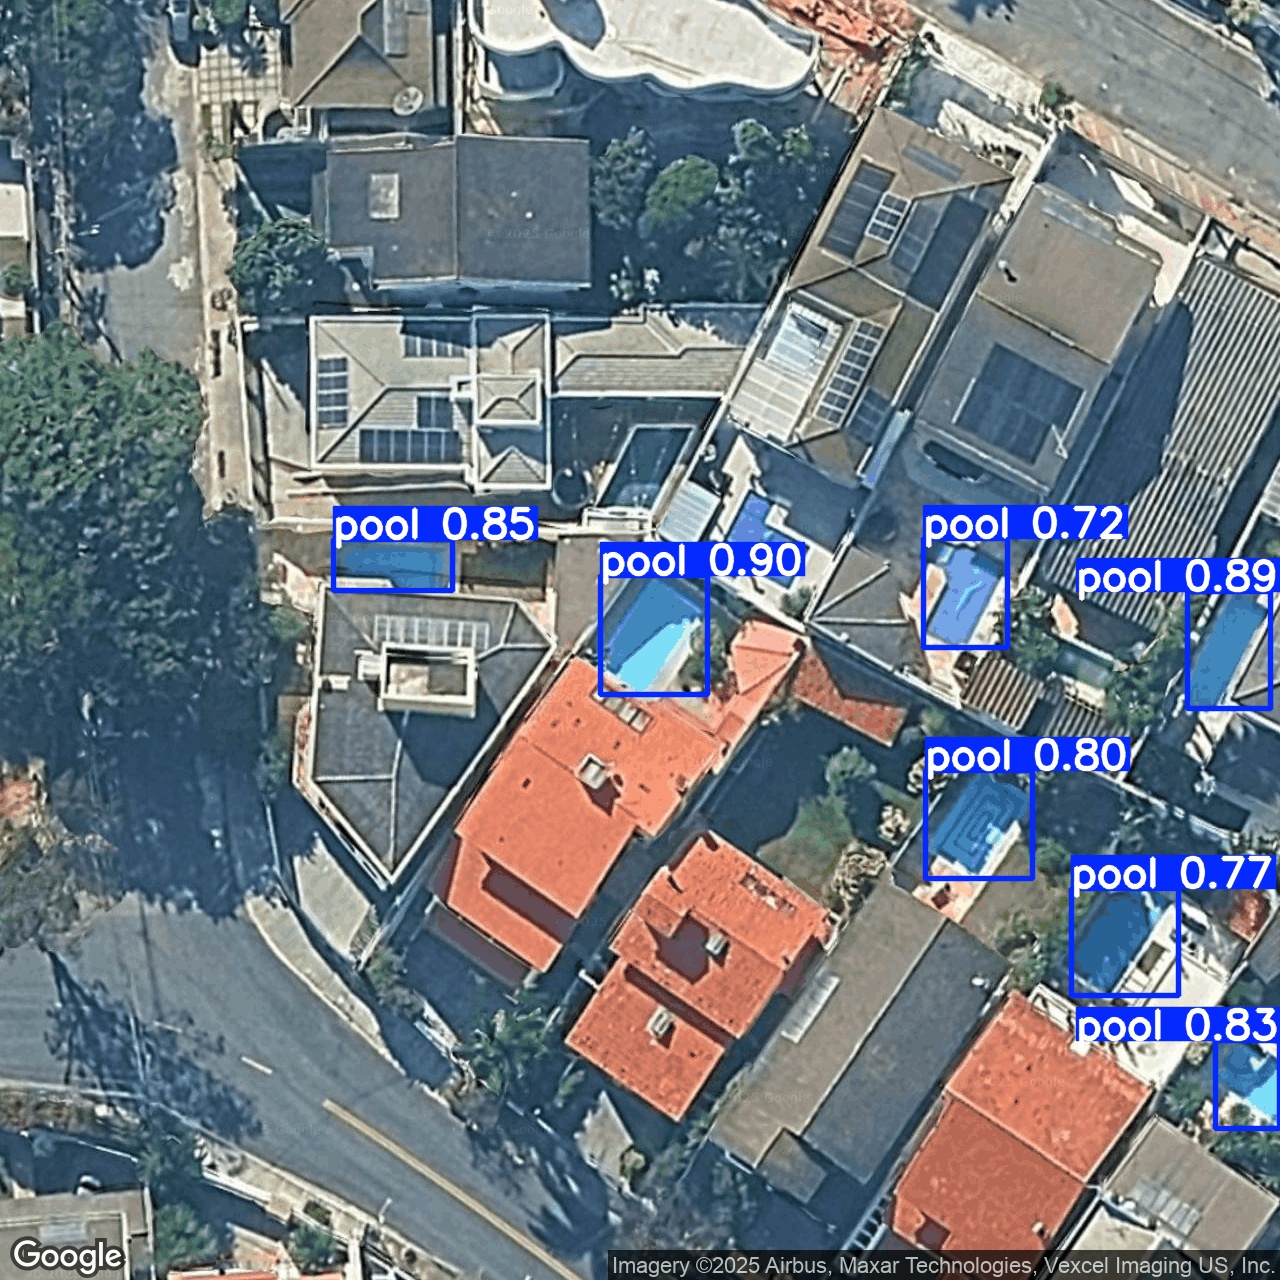 pool 0.85
pool 0.72
pool 0.90
pool 0.89
pool 0.80
pool 0.77
pool 0.83
Google
Imagery ©2025 Airbus, Maxar Technologies, Vexcel Imaging US, Inc.